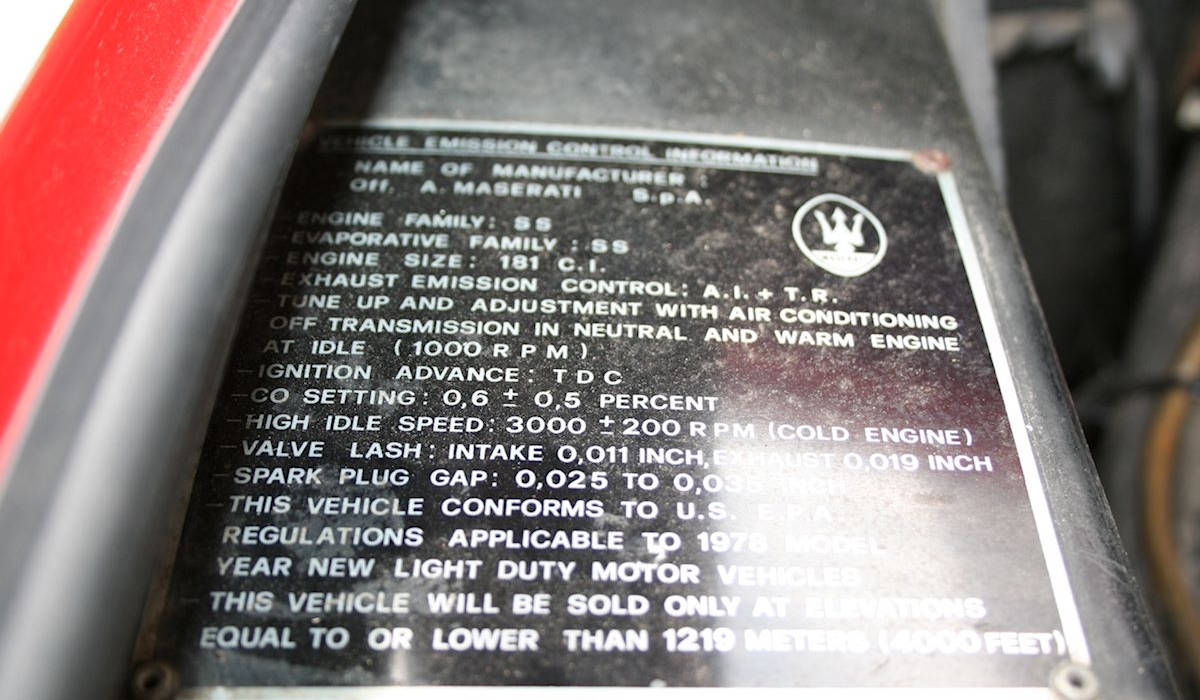 VEHICLE EMISSION CONTROL INFORMATION
NAME OF MANUFACTURER :
Off. A. MASERATI S.p.A.
MASERATI
ENGINE FAMILY: SS
EVAPORATIVE FAMILY : SS
ENGINE SIZE: 181 C.I.
EXHAUST EMISSION CONTROL: A.I. + T.R.
TUNE UP AND ADJUSTMENT WITH AIR CONDITIONING
OFF TRANSMISSION IN NEUTRAL AND WARM ENGINE
AT IDLE (1000 RPM)
IGNITION ADVANCE: TDC
CO SETTING: 0,6 ± 0,5 PERCENT
HIGH IDLE SPEED: 3000 ± 200 RPM (COLD ENGINE)
VALVE LASH: INTAKE 0,011 INCH, EXHAUST 0,019 INCH
SPARK PLUG GAP: 0,025 TO 0,035 INCH
THIS VEHICLE CONFORMS TO U.S. E.P.A.
REGULATIONS APPLICABLE TO 1978 MODEL
YEAR NEW LIGHT DUTY MOTOR VEHICLES
THIS VEHICLE WILL BE SOLD ONLY AT ELEVATIONS
EQUAL TO OR LOWER THAN 1219 METERS (4000 FEET)